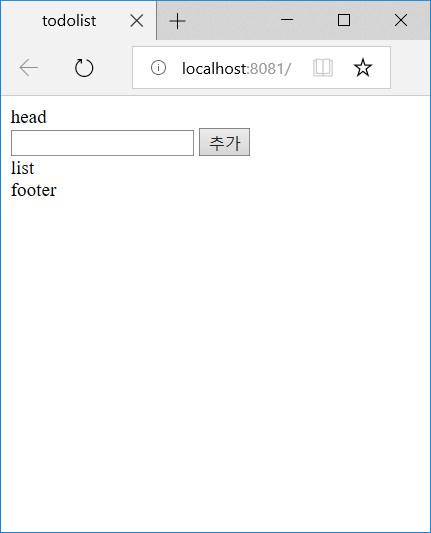 todolist
localhost:8081/
head
추가
list
footer